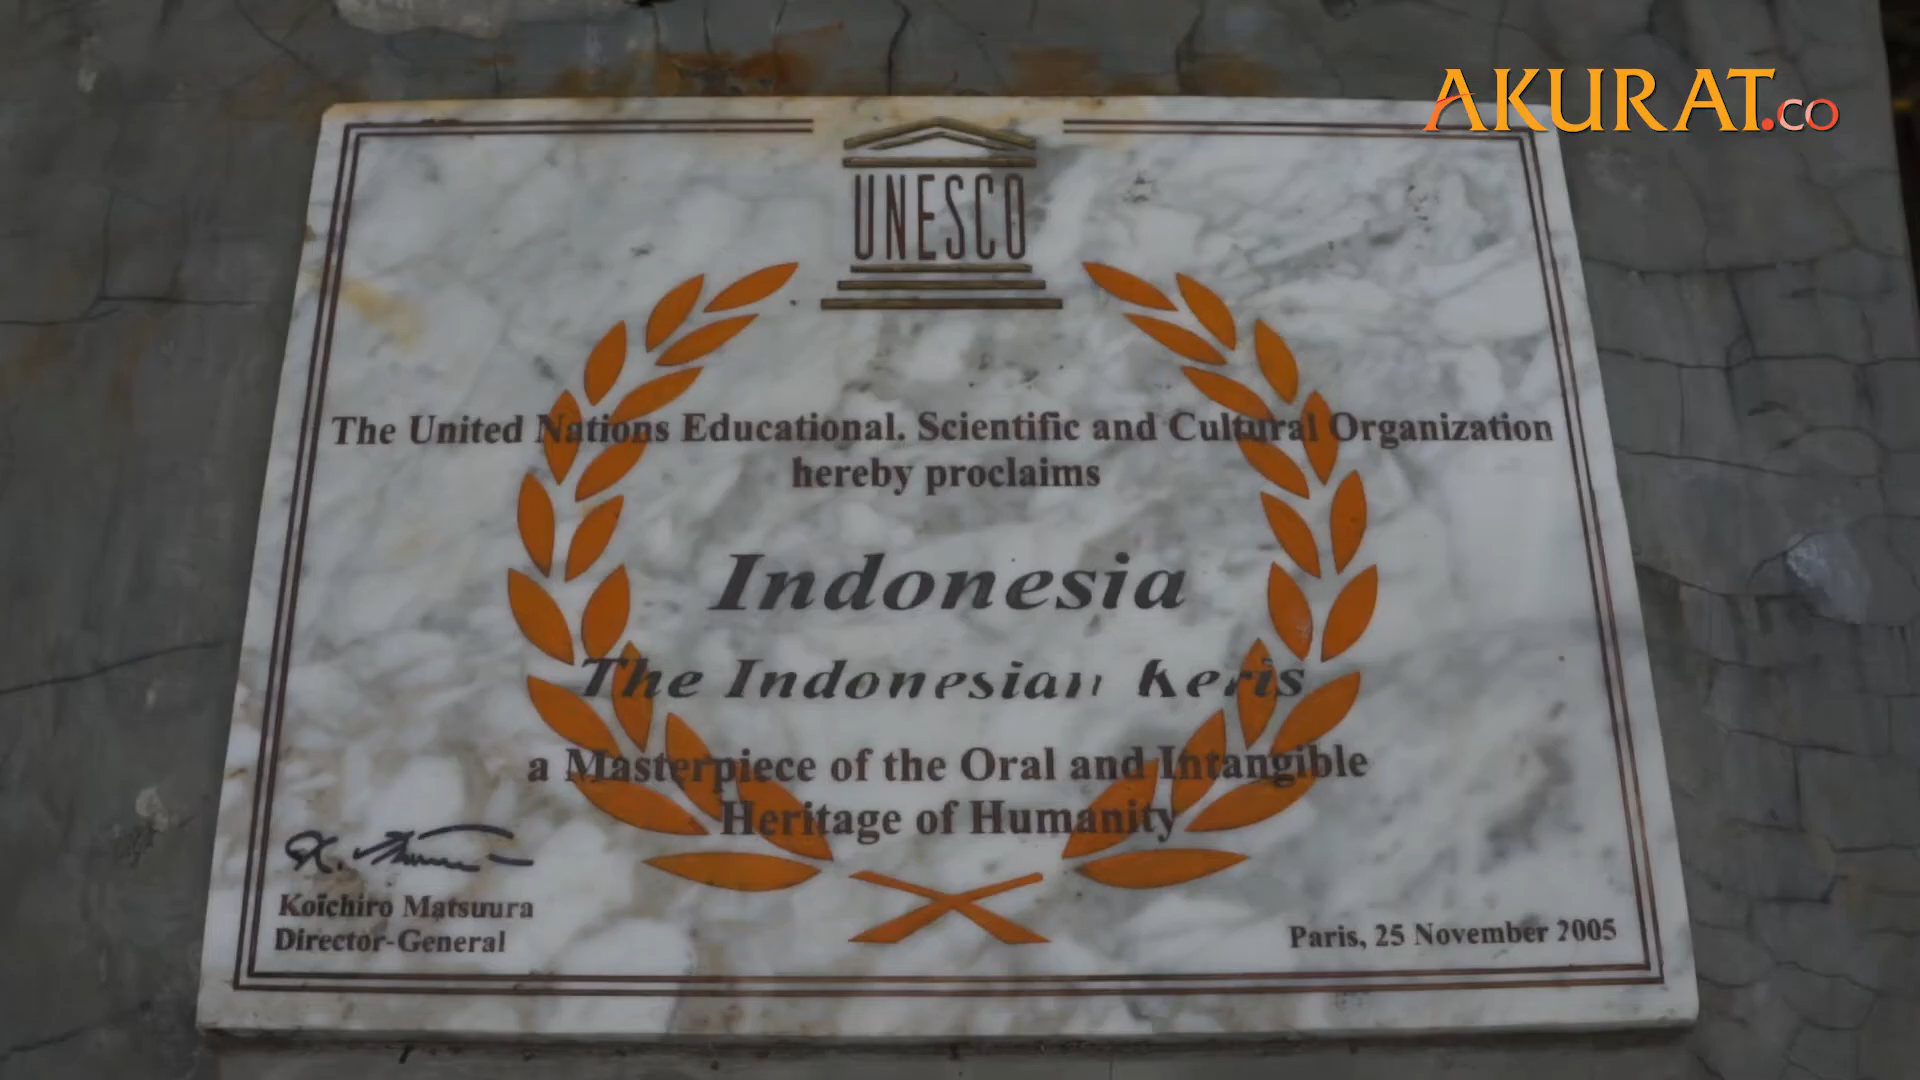 AKURAT.co
UNESCO
The United Nations Educational. Scientific and Cultural Organization
hereby proclaims
Indonesia
The Indonesian Keris
a Masterpiece of the Oral and Intangible
Heritage of Humanity
Koichiro Matsuura
Director-General
Paris, 25 November 2005